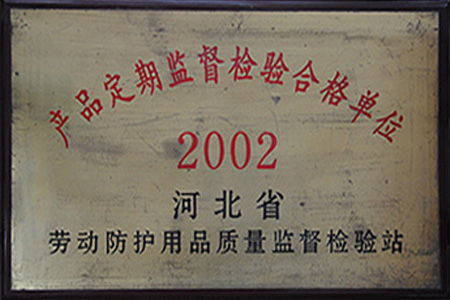 产品定期监督检验合格单位
2002
河北省
劳动防护用品质量监督检验站